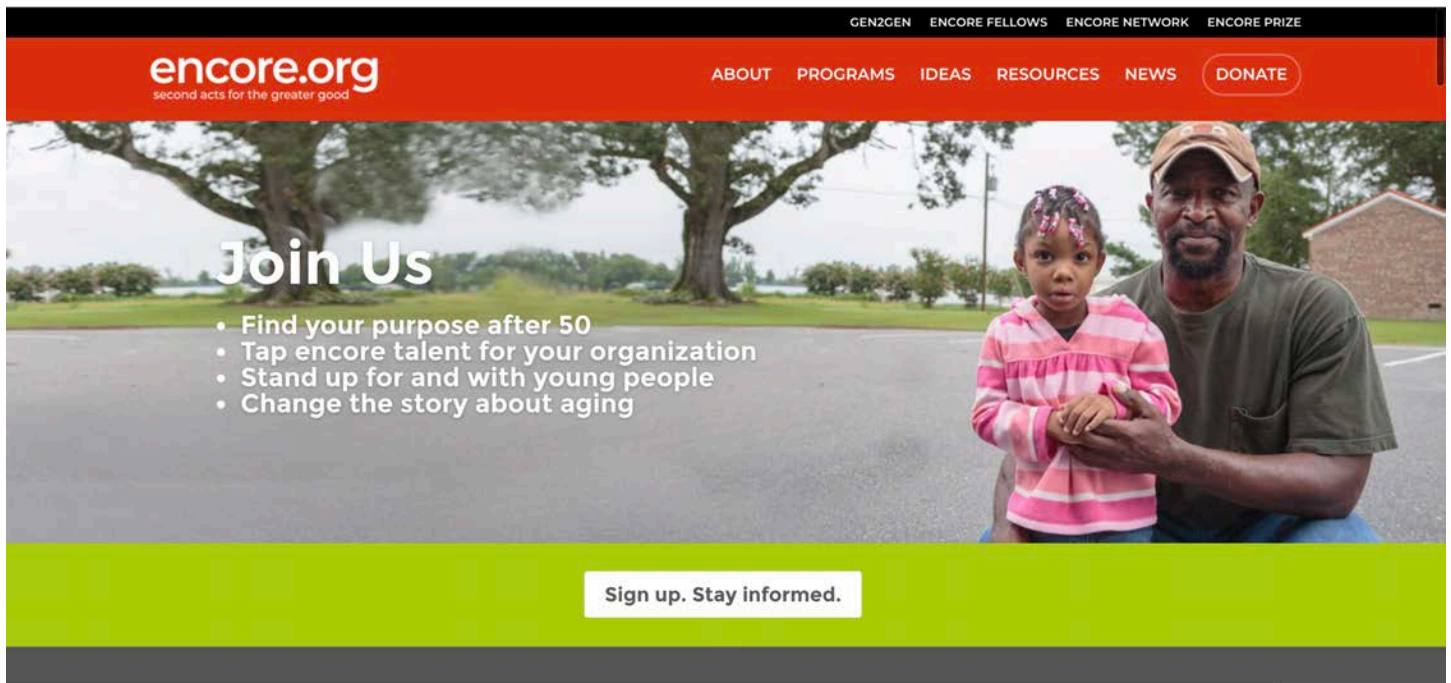 GEN2GEN ENCORE FELLOWS ENCORE NETWORK ENCORE PRIZE
encore.org
second acts for the greater good
ABOUT PROGRAMS IDEAS RESOURCES NEWS DONATE
Join Us
• Find your purpose after 50
• Tap encore talent for your organization
• Stand up for and with young people
• Change the story about aging
Sign up. Stay informed.